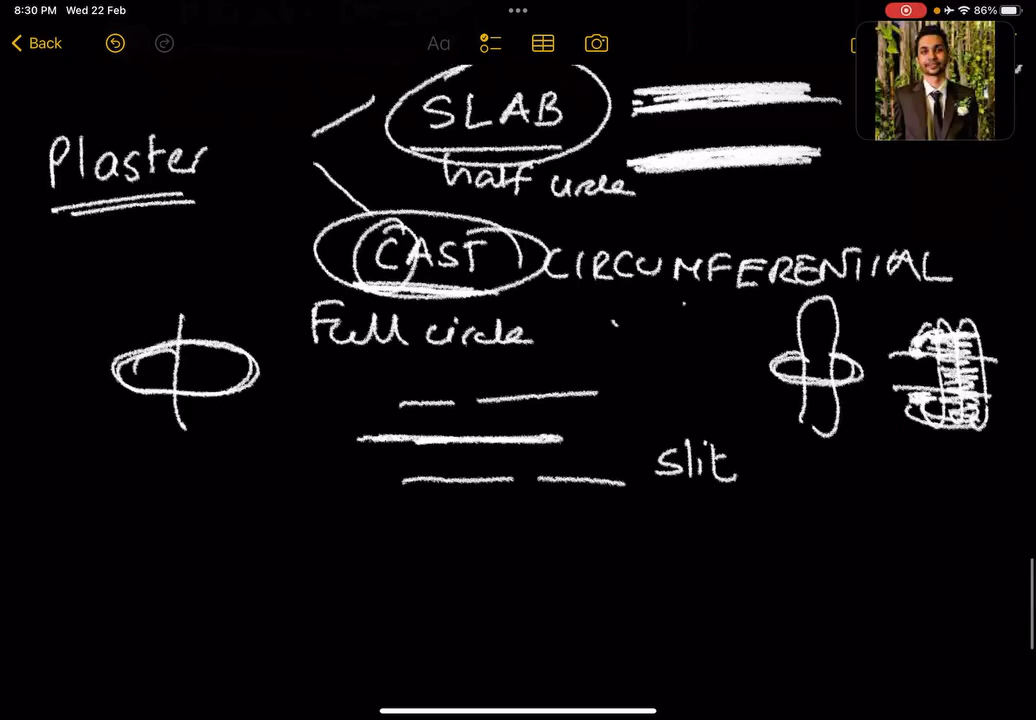 8:30 PM Wed 22 Feb
86%
Back
Aa
SLAB
Plaster
half circle
CAST CIRCUMFERENTIAL
Full circle
slit